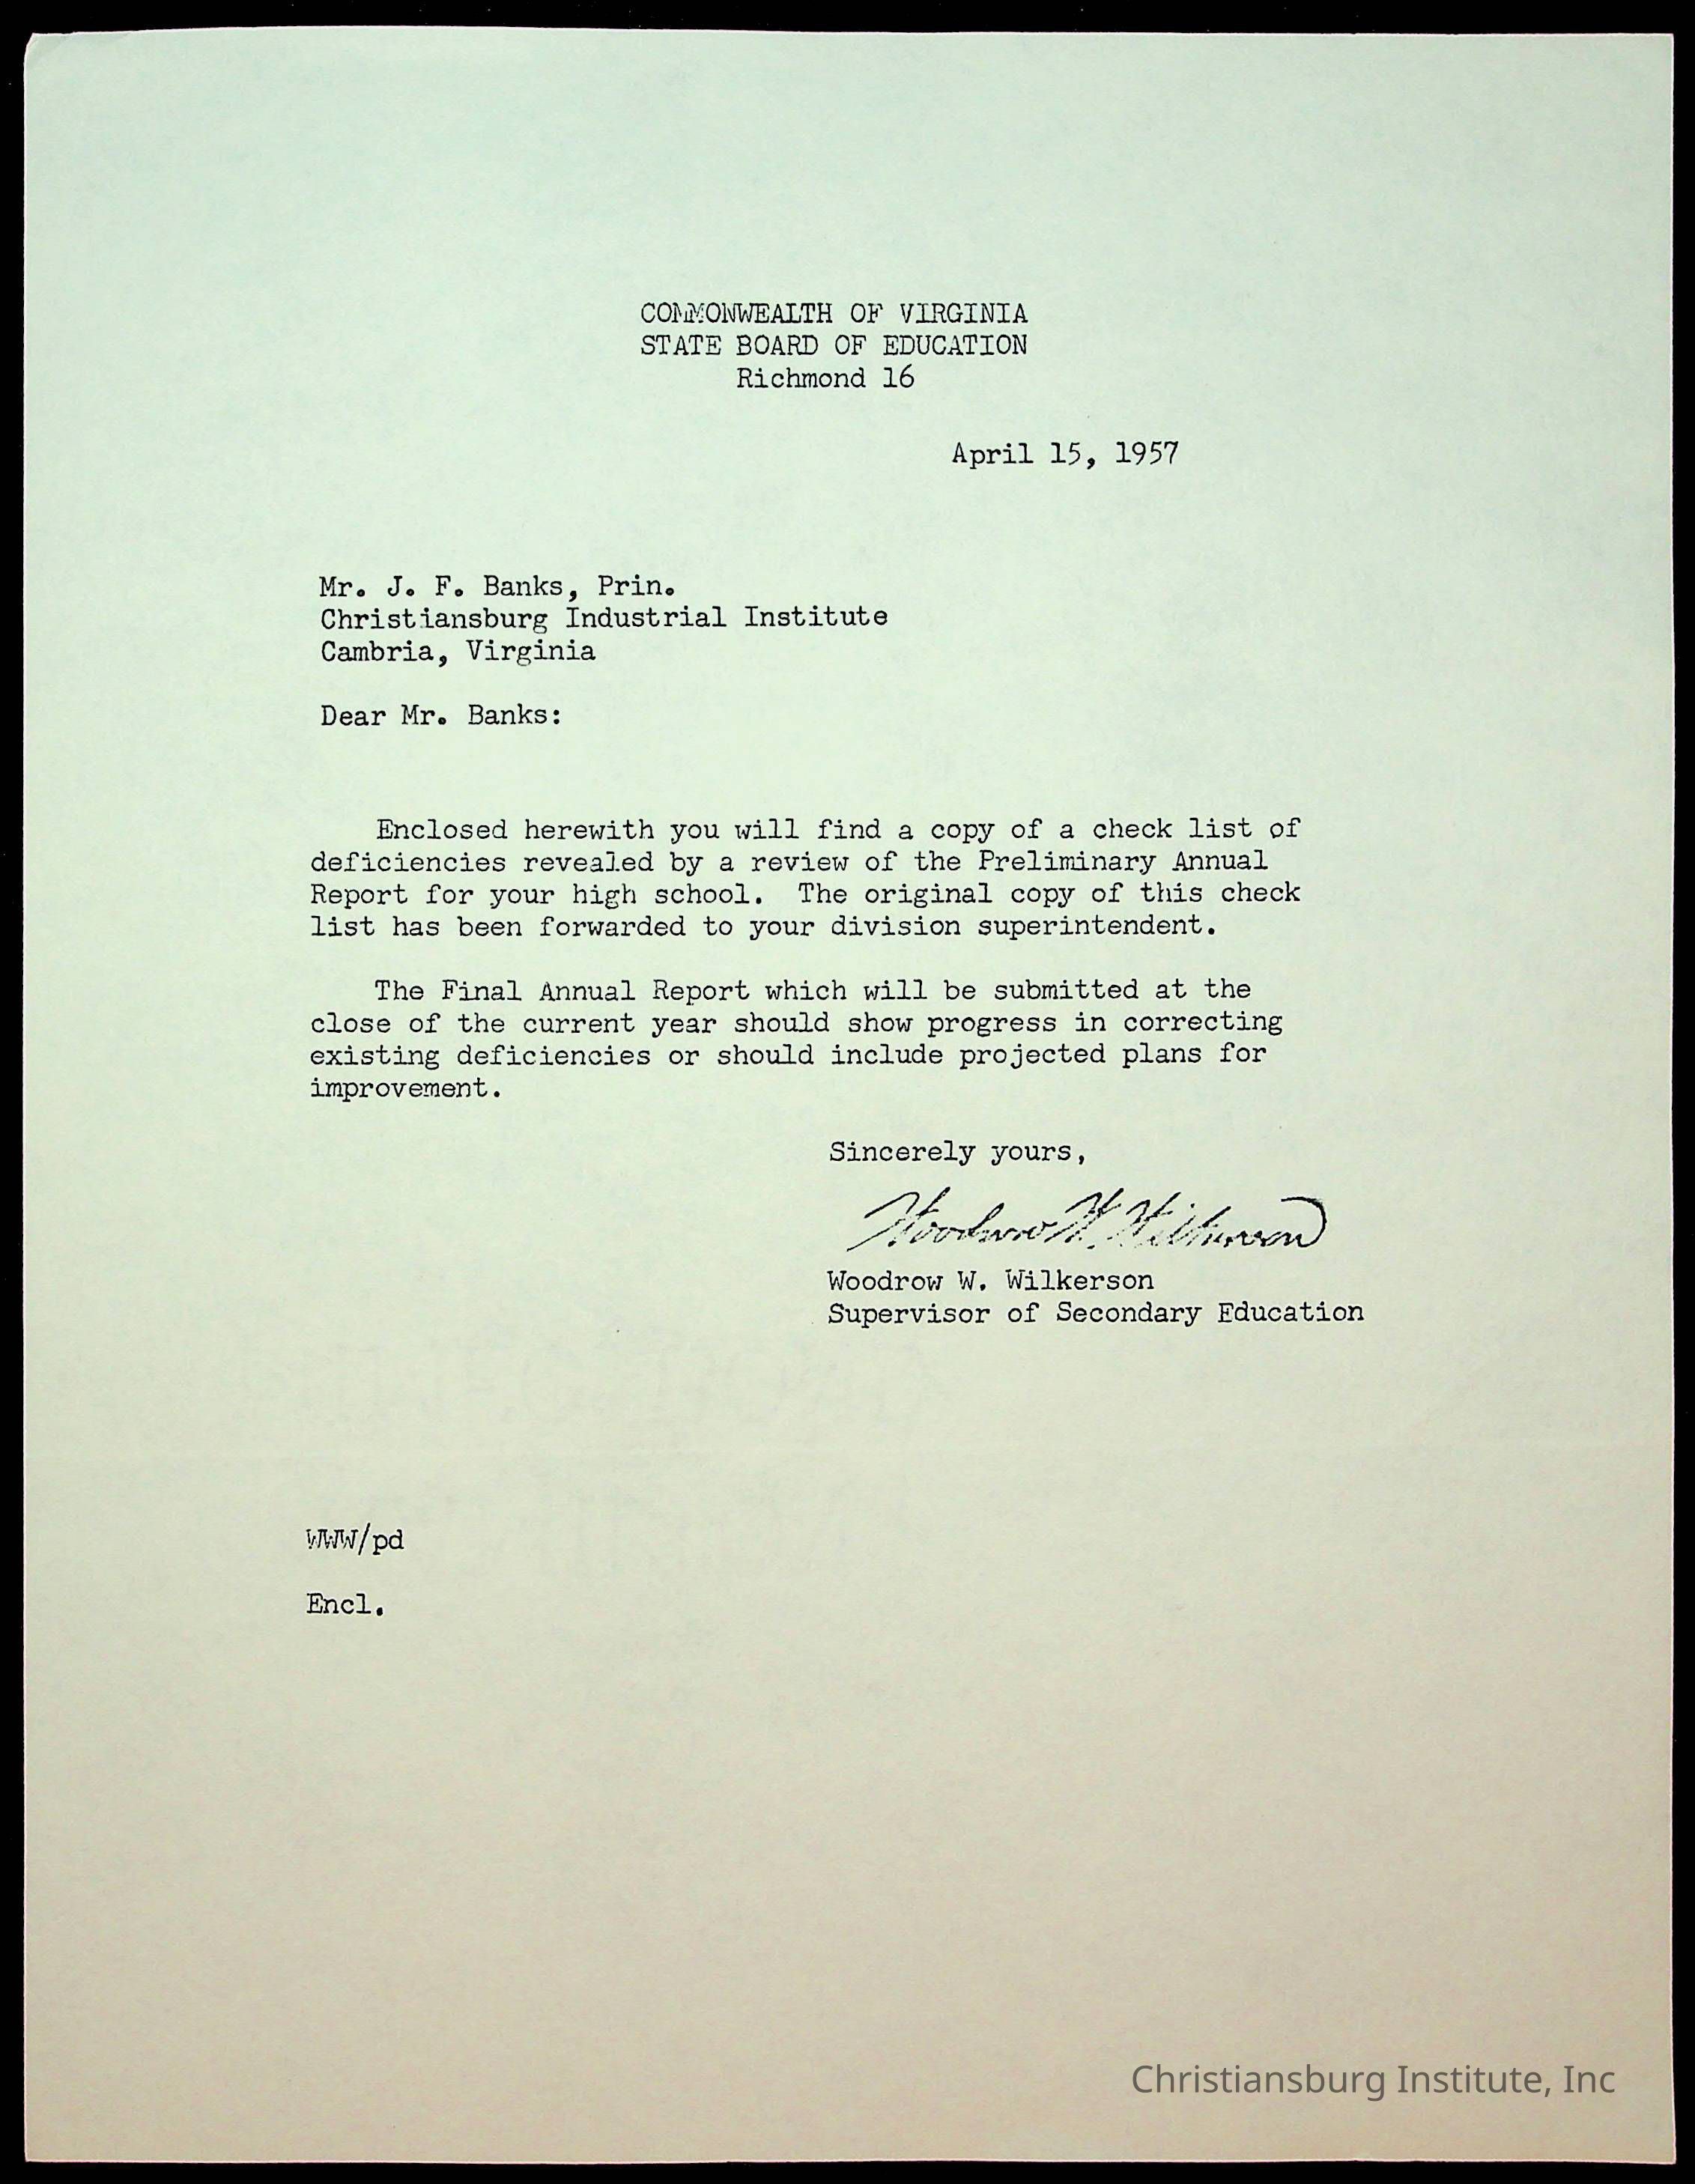 COMMONWEALTH OF VIRGINIA
STATE BOARD OF EDUCATION
Richmond 16
April 15, 1957
Mr. J. F. Banks, Prin.
Christiansburg Industrial Institute
Cambria, Virginia
Dear Mr. Banks:
Enclosed herewith you will find a copy of a check list of
deficiencies revealed by a review of the Preliminary Annual
Report for your high school. The original copy of this check
list has been forwarded to your division superintendent.
The Final Annual Report which will be submitted at the
close of the current year should show progress in correcting
existing deficiencies or should include projected plans for
improvement.
Sincerely yours,
Woodrow W. Wilkerson
Woodrow W. Wilkerson
Supervisor of Secondary Education
WWW/pd
Encl.
Christiansburg Institute, Inc